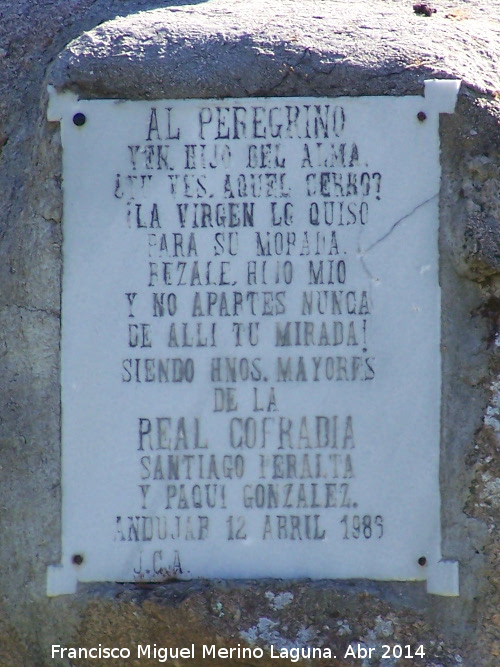 AL PEREGRINO
VEN, HIJO DEL ALMA.
¿TU VES, AQUEL CERRO?
¡LA VIRGEN LO QUISO
PARA SU MORADA.
REZALE, HIJO MIO
Y NO APARTES NUNCA
DE ALLI TU MIRADA!
SIENDO HNOS. MAYORES
DE LA
REAL COFRADIA
SANTIAGO PERALTA
Y PAQUI GONZALEZ.
ANDUJAR 12 ABRIL 1986
J.C.A.
Francisco Miguel Merino Laguna. Abr 2014